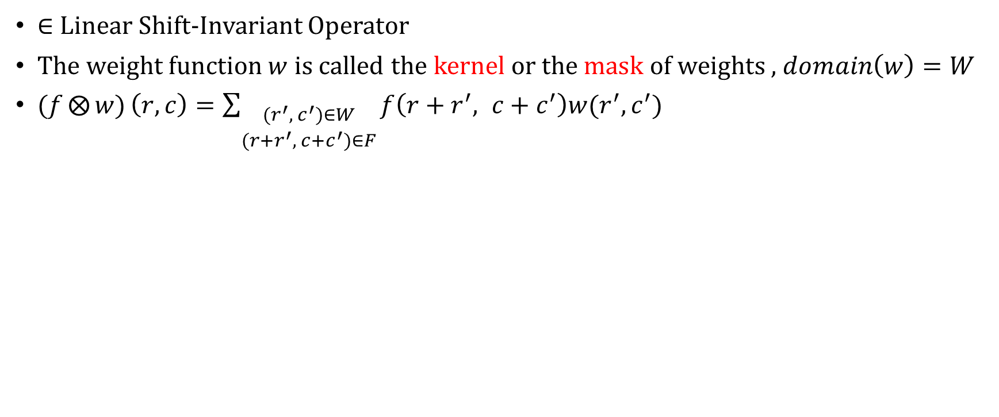 • ∈ Linear Shift-Invariant Operator
• The weight function w is called the kernel or the mask of weights , domain(w) = W
• (f ⊗ w) (r, c) = ∑ (r′, c′)∈W f(r + r′, c + c′)w(r′, c′)
(r+r′, c+c′)∈F